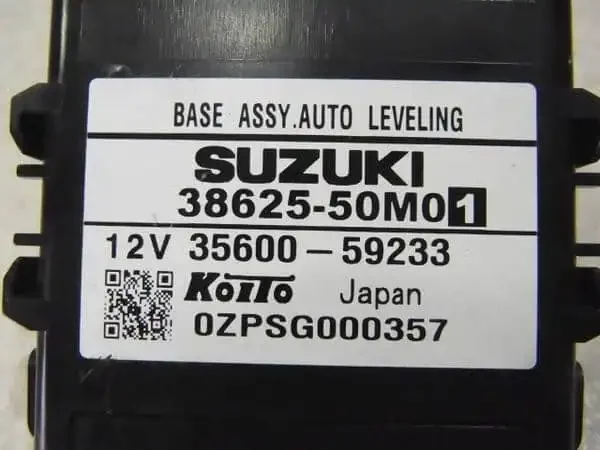 BASE ASSY.AUTO LEVELING
SUZUKI
38625-50M01
12V 35600-59233
KOITO Japan
0ZPSG000357